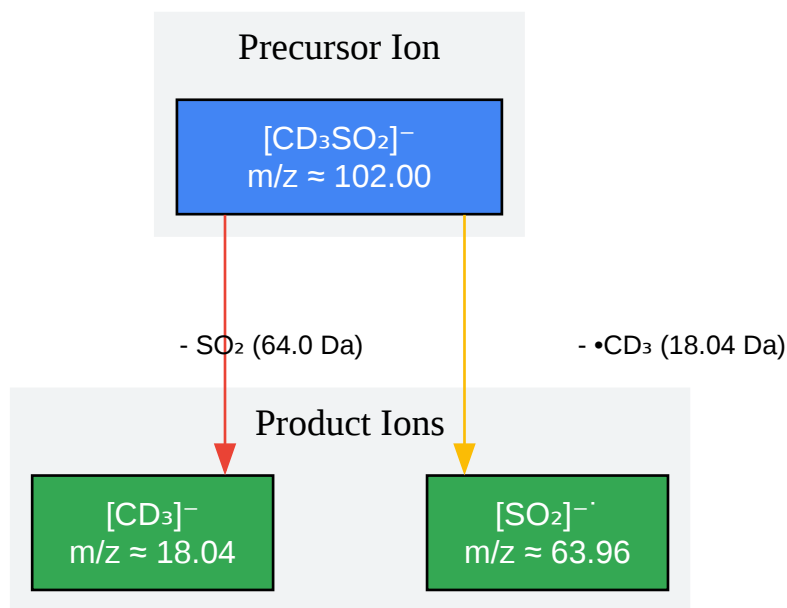 Precursor Ion
[CD₃SO₂]⁻
m/z ≈ 102.00
- SO₂ (64.0 Da)
- •CD₃ (18.04 Da)
Product Ions
[CD₃]⁻
m/z ≈ 18.04
[SO₂]⁻˙
m/z ≈ 63.96